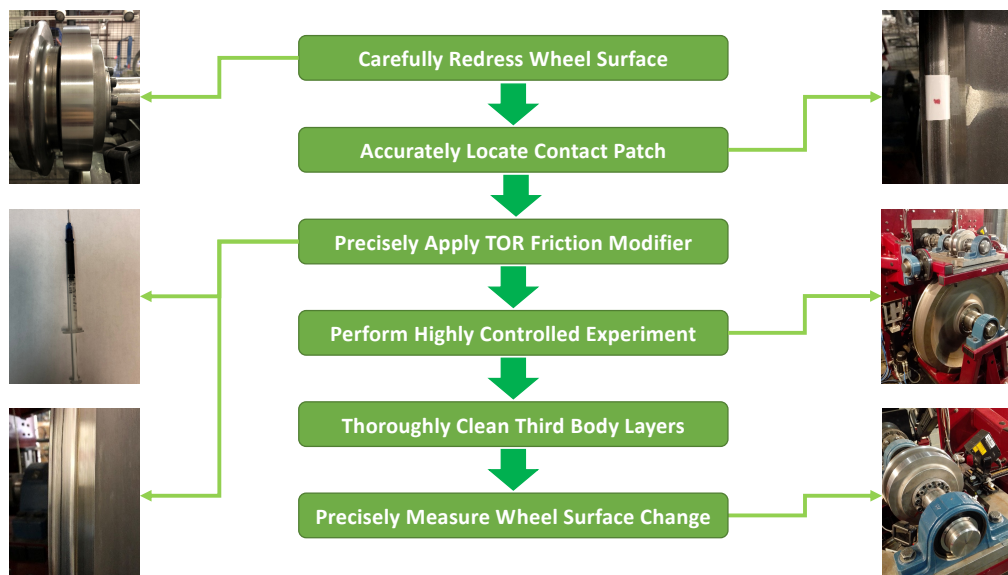 Carefully Redress Wheel Surface
Accurately Locate Contact Patch
Precisely Apply TOR Friction Modifier
Perform Highly Controlled Experiment
Thoroughly Clean Third Body Layers
Precisely Measure Wheel Surface Change